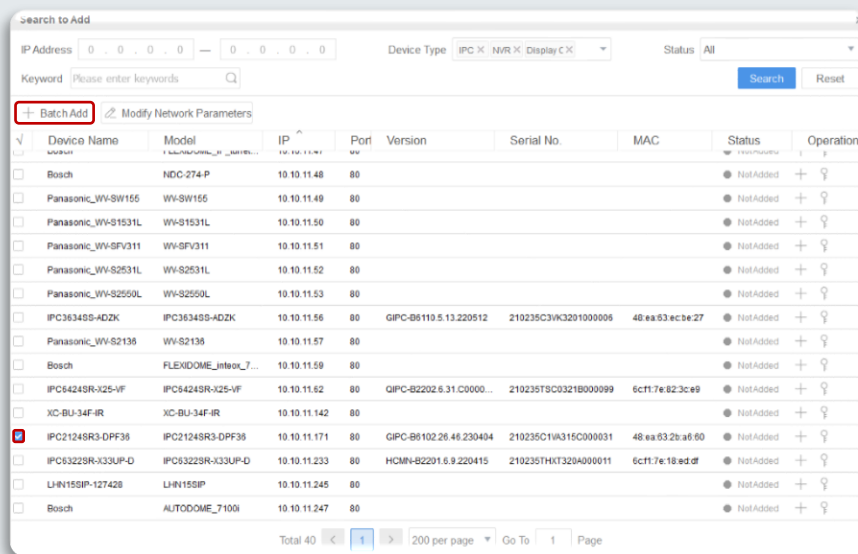 Search to Add
IP Address 0 . 0 . 0 . 0 — 0 . 0 . 0 . 0 Device Type IPC × NVR × Display C × Status All
Keyword Please enter keywords Search Reset
+ Batch Add Modify Network Parameters
√ Device Name Model IP Port Version Serial No. MAC Status Operation
Bosch 10.10.11.47 80 NotAdded
Bosch NDC-274-P 10.10.11.48 80 NotAdded
Panasonic_WV-SW155 WV-SW155 10.10.11.49 80 NotAdded
Panasonic_WV-S1531L WV-S1531L 10.10.11.50 80 NotAdded
Panasonic_WV-SFV311 WV-SFV311 10.10.11.51 80 NotAdded
Panasonic_WV-S2531L WV-S2531L 10.10.11.52 80 NotAdded
Panasonic_WV-S2550L WV-S2550L 10.10.11.53 80 NotAdded
IPC3634SS-ADZK IPC3634SS-ADZK 10.10.11.56 80 GIPC-B6110.5.13.220512 210235C3VK3201000006 48:ea:63:ec:be:27 NotAdded
Panasonic_WV-S2136 WV-S2136 10.10.11.57 80 NotAdded
Bosch FLEXIDOME_inteox_7... 10.10.11.59 80 NotAdded
IPC6424SR-X25-VF IPC6424SR-X25-VF 10.10.11.62 80 QIPC-B2202.6.31.C0000... 210235TSC0321B000099 6c:f1:7e:82:3c:e9 NotAdded
XC-BU-34F-IR XC-BU-34F-IR 10.10.11.142 80 NotAdded
IPC2124SR3-DPF36 IPC2124SR3-DPF36 10.10.11.171 80 GIPC-B6102.26.46.230404 210235C1VA315C000031 48:ea:63:2b:a6:60 NotAdded
IPC6322SR-X33UP-D IPC6322SR-X33UP-D 10.10.11.233 80 HCMN-B2201.6.9.220415 210235THXT320A000011 6c:f1:7e:18:ed:df NotAdded
LHN15SIP-127428 LHN15SIP 10.10.11.245 80 NotAdded
Bosch AUTODOME_7100i 10.10.11.247 80 NotAdded
Total 40 < 1 > 200 per page Go To 1 Page